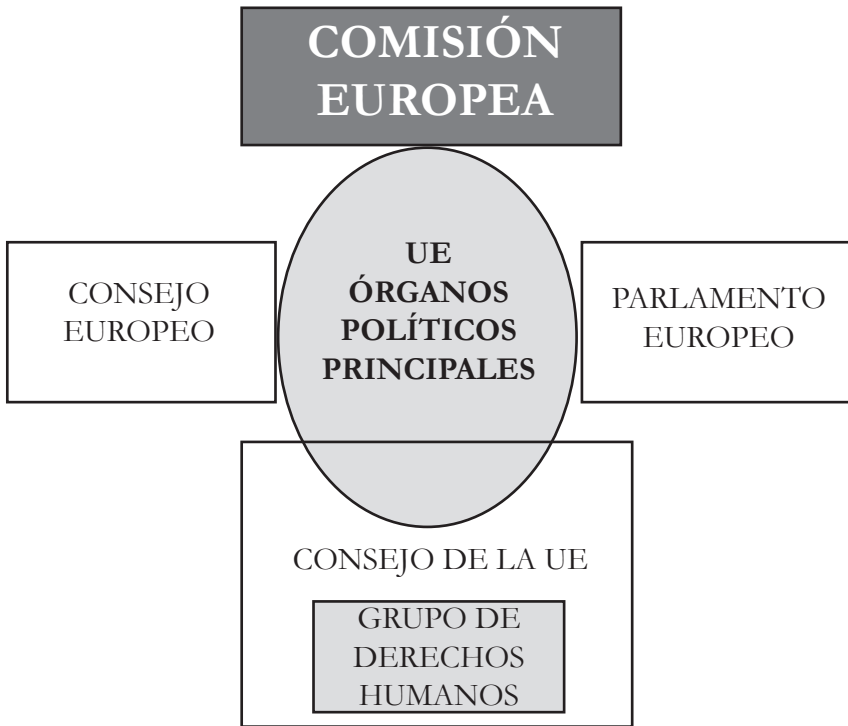 COMISIÓN
EUROPEA
UE
ÓRGANOS
POLÍTICOS
PRINCIPALES
CONSEJO
EUROPEO
PARLAMENTO
EUROPEO
CONSEJO DE LA UE
GRUPO DE
DERECHOS
HUMANOS